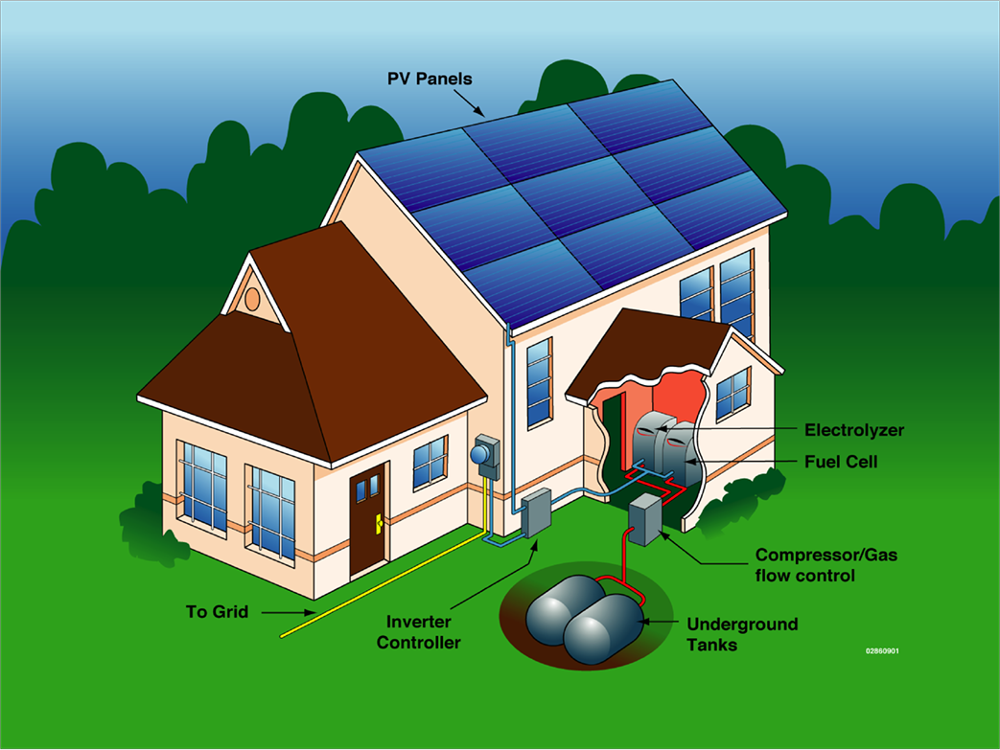 PV Panels
Electrolyzer
Fuel Cell
Compressor/Gas
flow control
To Grid
Inverter
Controller
Underground
Tanks
02860901